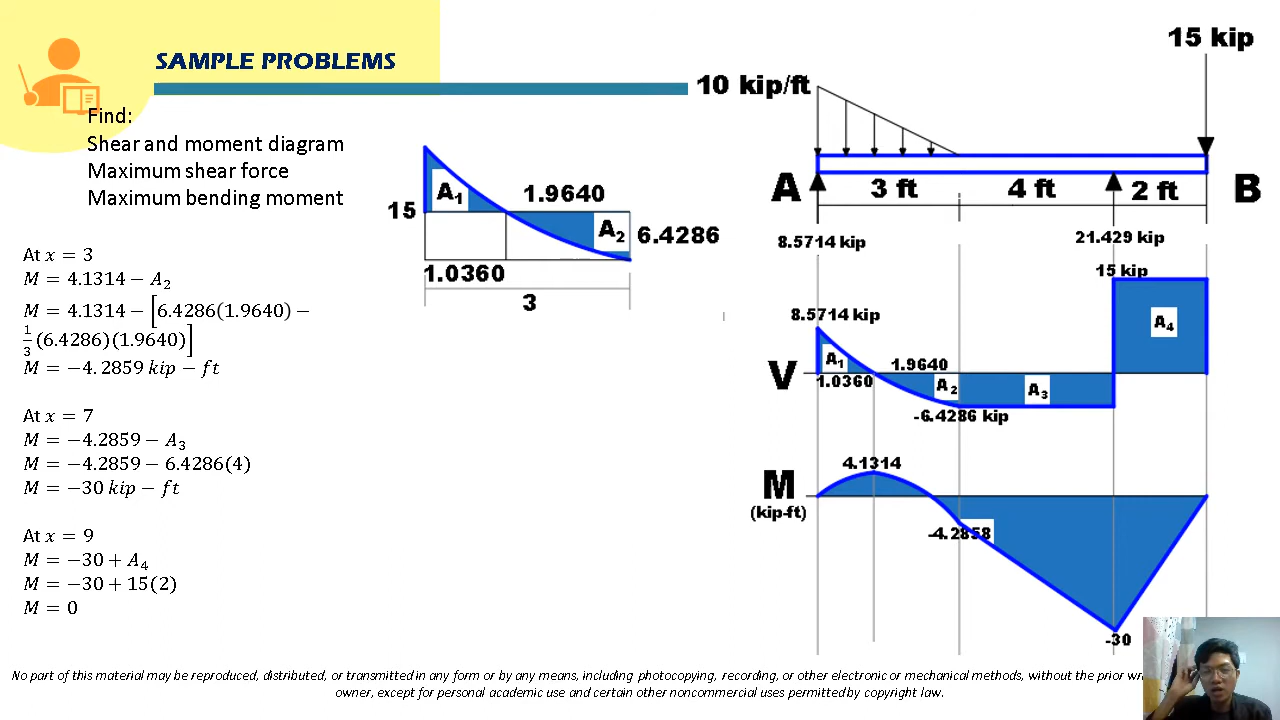 SAMPLE PROBLEMS
Find:
Shear and moment diagram
Maximum shear force
Maximum bending moment
At x = 3
M = 4.1314 − A₂
M = 4.1314 − [6.4286(1.9640) −
1/3 (6.4286)(1.9640)]
M = −4.2859 kip − ft
At x = 7
M = −4.2859 − A₃
M = −4.2859 − 6.4286(4)
M = −30 kip − ft
At x = 9
M = −30 + A₄
M = −30 + 15(2)
M = 0
A₁
1.9640
15
A₂
6.4286
1.0360
3
15 kip
10 kip/ft
A
3 ft
4 ft
2 ft
B
8.5714 kip
21.429 kip
15 kip
8.5714 kip
A₄
V
A₁
1.9640
1.0360
A₂
A₃
-6.4286 kip
4.1314
M
(kip-ft)
-4.2858
-30
No part of this material may be reproduced, distributed, or transmitted in any form or by any means, including photocopying, recording, or other electronic or mechanical methods, without the prior
owner, except for personal academic use and certain other noncommercial uses permitted by copyright law.